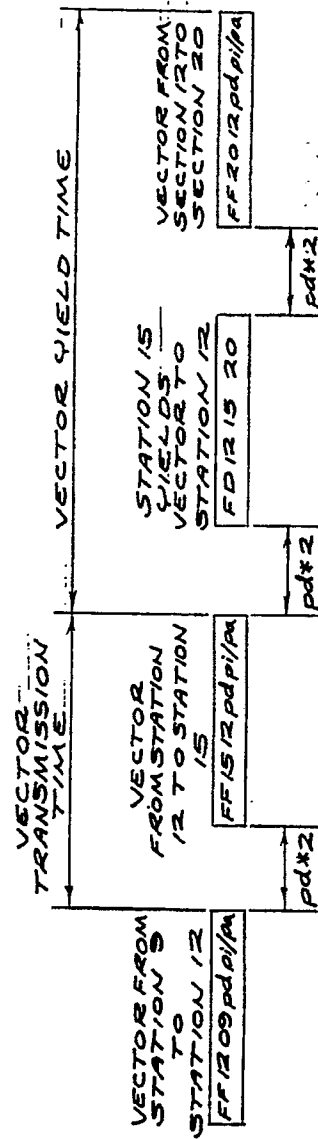 VECTOR YIELD TIME
VECTOR
TRANSMISSION
TIME
VECTOR FROM
STATION 9
TO
STATION 12
FF1209pdpi/pa
VECTOR
FROM STATION
12 TO STATION
15
FF1512pdpi/pa
STATION 15
YIELDS
VECTOR TO
STATION 12
FD1215 20
VECTOR FROM
SECTION 12 TO
SECTION 20
FF2012pdpi/pa
pd*2
pd*2
pd*2